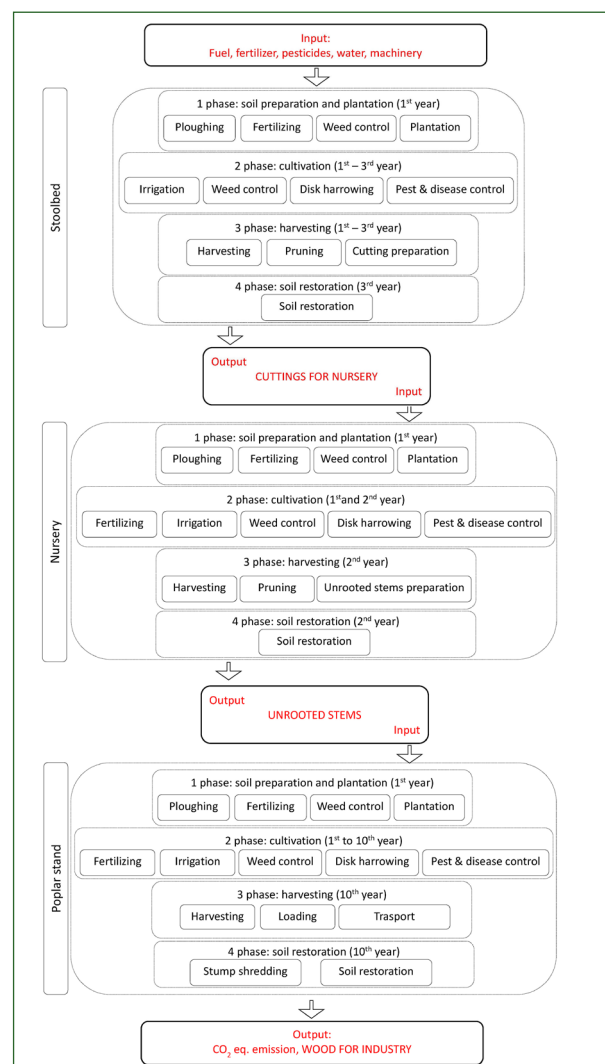 Input:
Fuel, fertilizer, pesticides, water, machinery
Stoolbed
1 phase: soil preparation and plantation (1st year)
Ploughing Fertilizing Weed control Plantation
2 phase: cultivation (1st – 3rd year)
Irrigation Weed control Disk harrowing Pest & disease control
3 phase: harvesting (1st – 3rd year)
Harvesting Pruning Cutting preparation
4 phase: soil restoration (3rd year)
Soil restoration
Output
CUTTINGS FOR NURSERY
Input
Nursery
1 phase: soil preparation and plantation (1st year)
Ploughing Fertilizing Weed control Plantation
2 phase: cultivation (1stand 2nd year)
Fertilizing Irrigation Weed control Disk harrowing Pest & disease control
3 phase: harvesting (2nd year)
Harvesting Pruning Unrooted stems preparation
4 phase: soil restoration (2nd year)
Soil restoration
Output
UNROOTED STEMS
Input
Poplar stand
1 phase: soil preparation and plantation (1st year)
Ploughing Fertilizing Weed control Plantation
2 phase: cultivation (1st to 10th year)
Fertilizing Irrigation Weed control Disk harrowing Pest & disease control
3 phase: harvesting (10th year)
Harvesting Loading Trasport
4 phase: soil restoration (10th year)
Stump shredding Soil restoration
Output:
CO2 eq. emission, WOOD FOR INDUSTRY